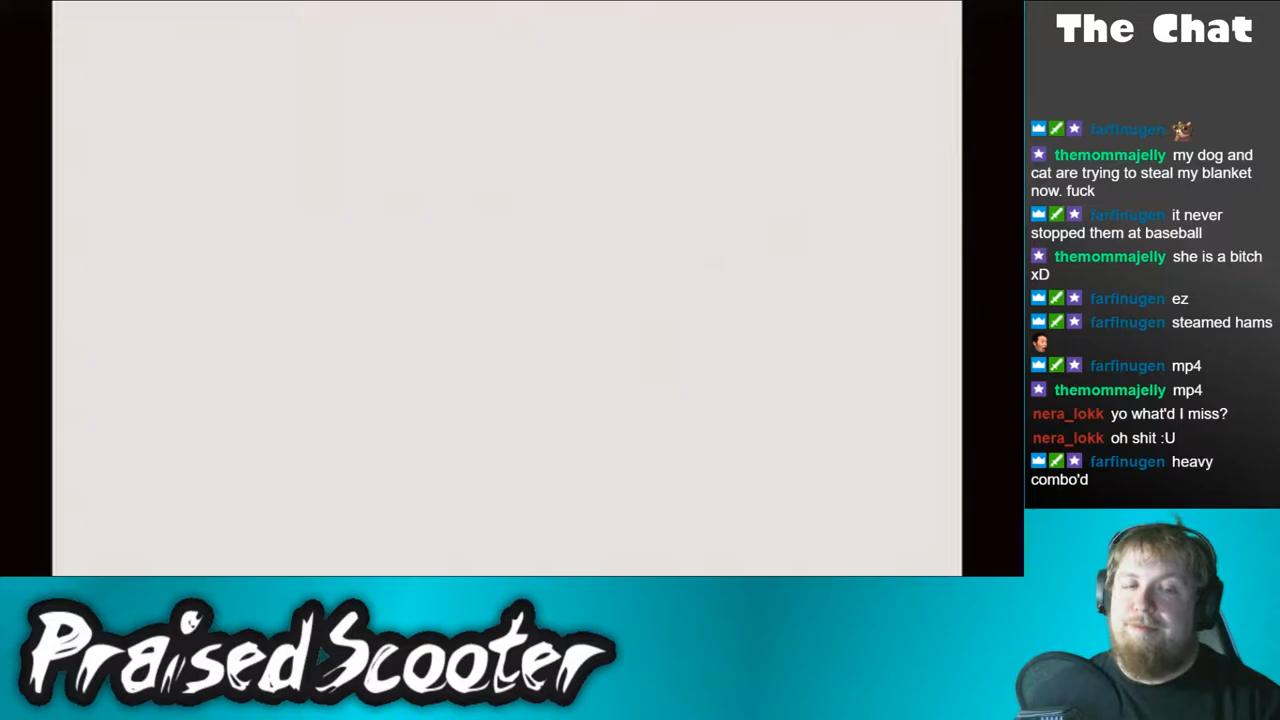 The Chat
farfinugen
themommajelly my dog and
cat are trying to steal my blanket
now. fuck
farfinugen it never
stopped them at baseball
themommajelly she is a bitch
xD
farfinugen ez
farfinugen steamed hams
farfinugen mp4
themommajelly mp4
nera_lokk yo what'd I miss?
nera_lokk oh shit :U
farfinugen heavy
combo'd
PraisedScooter